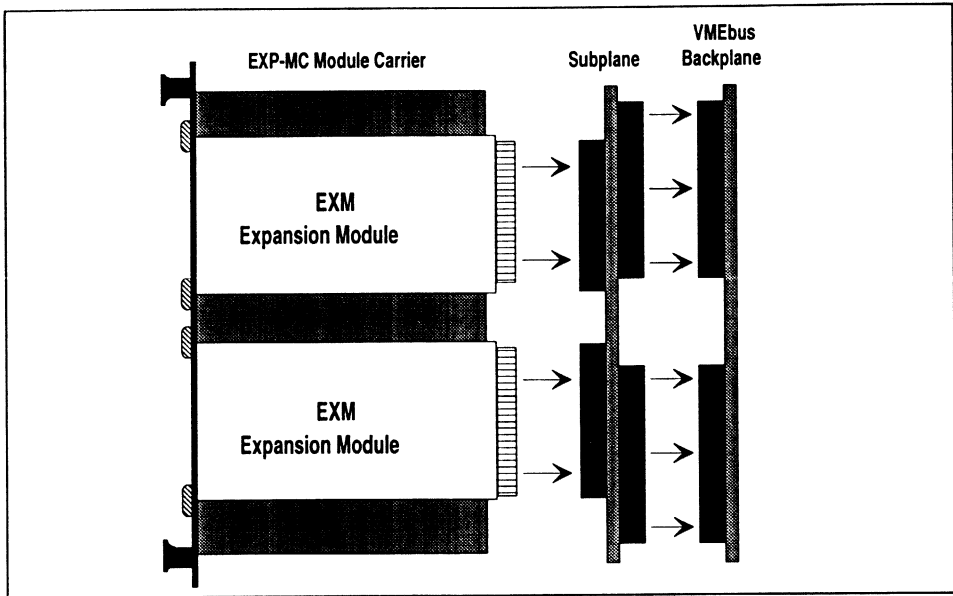 EXP-MC Module Carrier
Subplane
VMEbus
Backplane
EXM
Expansion Module
EXM
Expansion Module